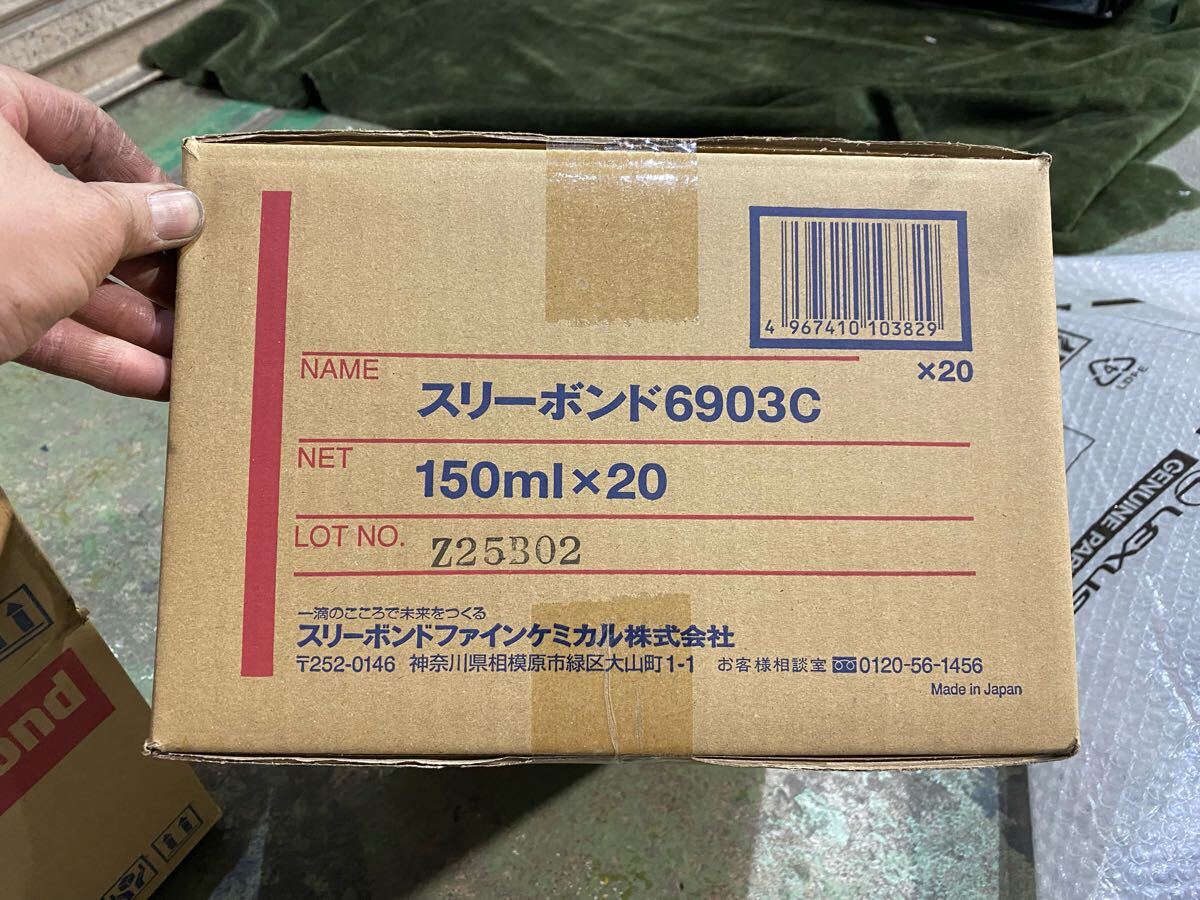 4 967410 103829
×20
NAME
スリーボンド6903C
NET
150ml×20
LOT NO.
Z25B02
一滴のこころで未来をつくる
スリーボンドファインケミカル株式会社
〒252-0146 神奈川県相模原市緑区大山町1-1 お客様相談室 0120-56-1456
Made in Japan
ond
4
LDPE
LEXUS
GENUINE PAR